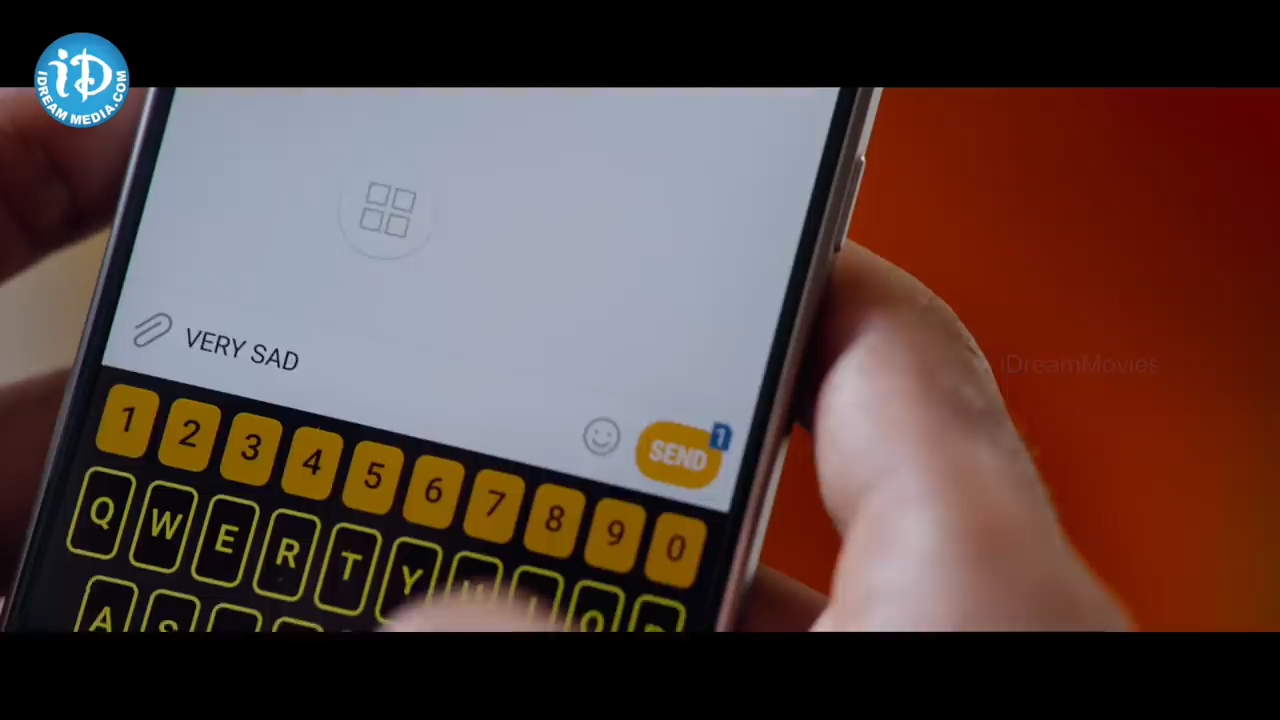 iD
IDREAM MEDIA.COM
iDreamMovies
VERY SAD
SEND 1
1 2 3 4 5 6 7 8 9 0
Q W E R T Y U I O P
A S